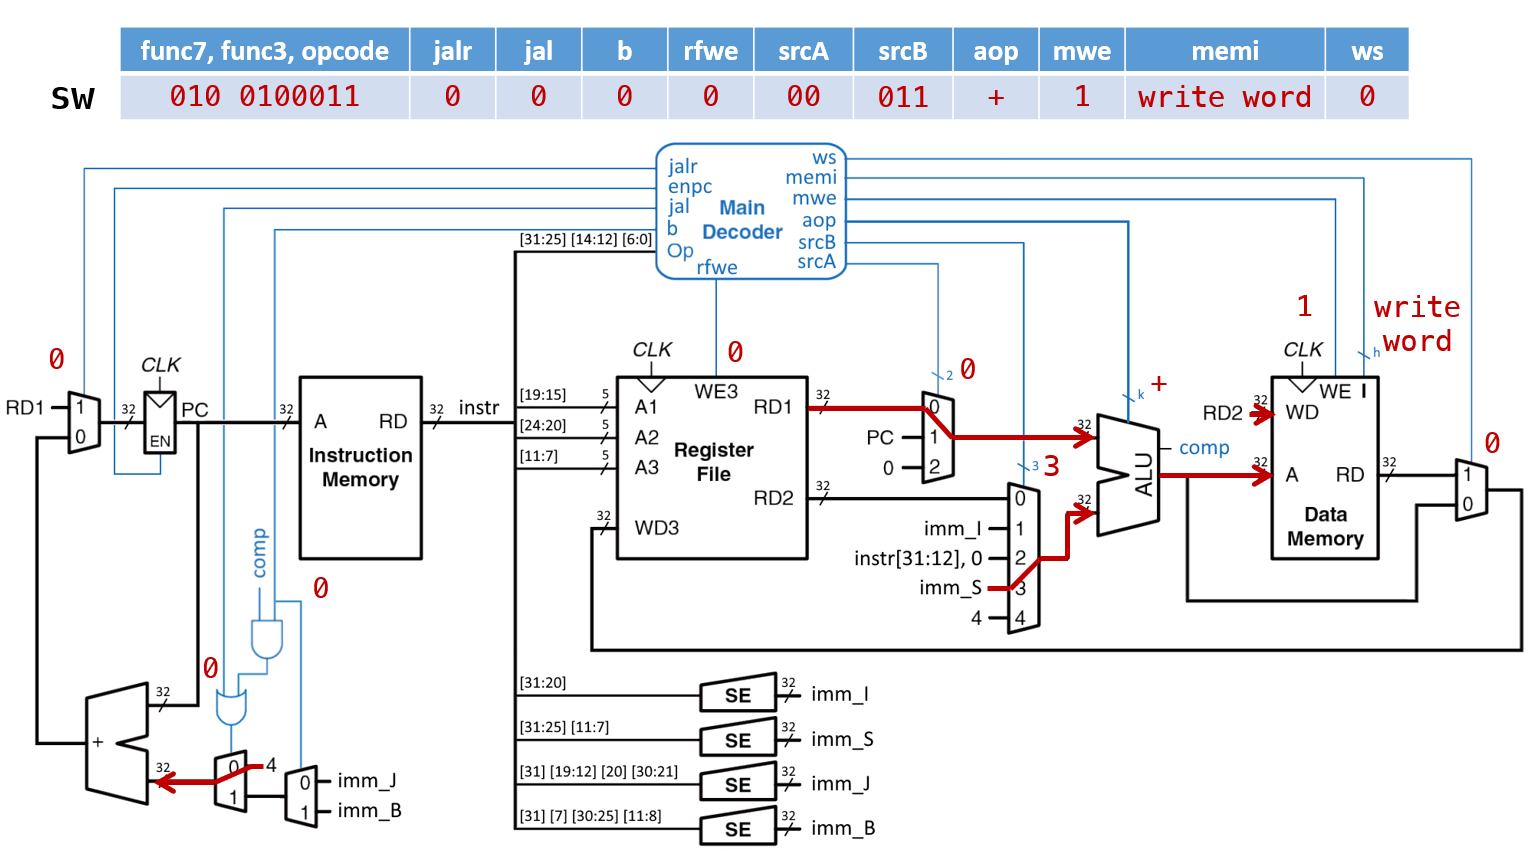 func7, func3, opcode jalr jal b rfwe srcA srcB aop mwe memi ws
SW 010 0100011 0 0 0 0 00 011 + 1 write word 0
jalr
enpc
jal
b
Op
rfwe
Main
Decoder
ws
memi
mwe
aop
srcB
srcA
[31:25] [14:12] [6:0]
0
RD1
1
0
32
CLK
EN
PC
32
A
RD
Instruction
Memory
32
instr
[19:15]
5
[24:20]
5
[11:7]
5
CLK
0
WE3
A1
A2
A3
WD3
32
RD1
RD2
Register
File
32
32
2
0
0
PC
1
0
2
3
3
0
imm_I
1
instr[31:12], 0
2
imm_S
3
4
4
k
+
32
32
ALU
comp
1
write
word
h
CLK
WE
I
RD2
32
WD
32
A
RD
Data
Memory
32
0
1
0
comp
0
0
32
+
32
0
4
1
0
imm_J
1
imm_B
[31:20]
SE
32
imm_I
[31:25] [11:7]
SE
32
imm_S
[31] [19:12] [20] [30:21]
SE
32
imm_J
[31] [7] [30:25] [11:8]
SE
32
imm_B